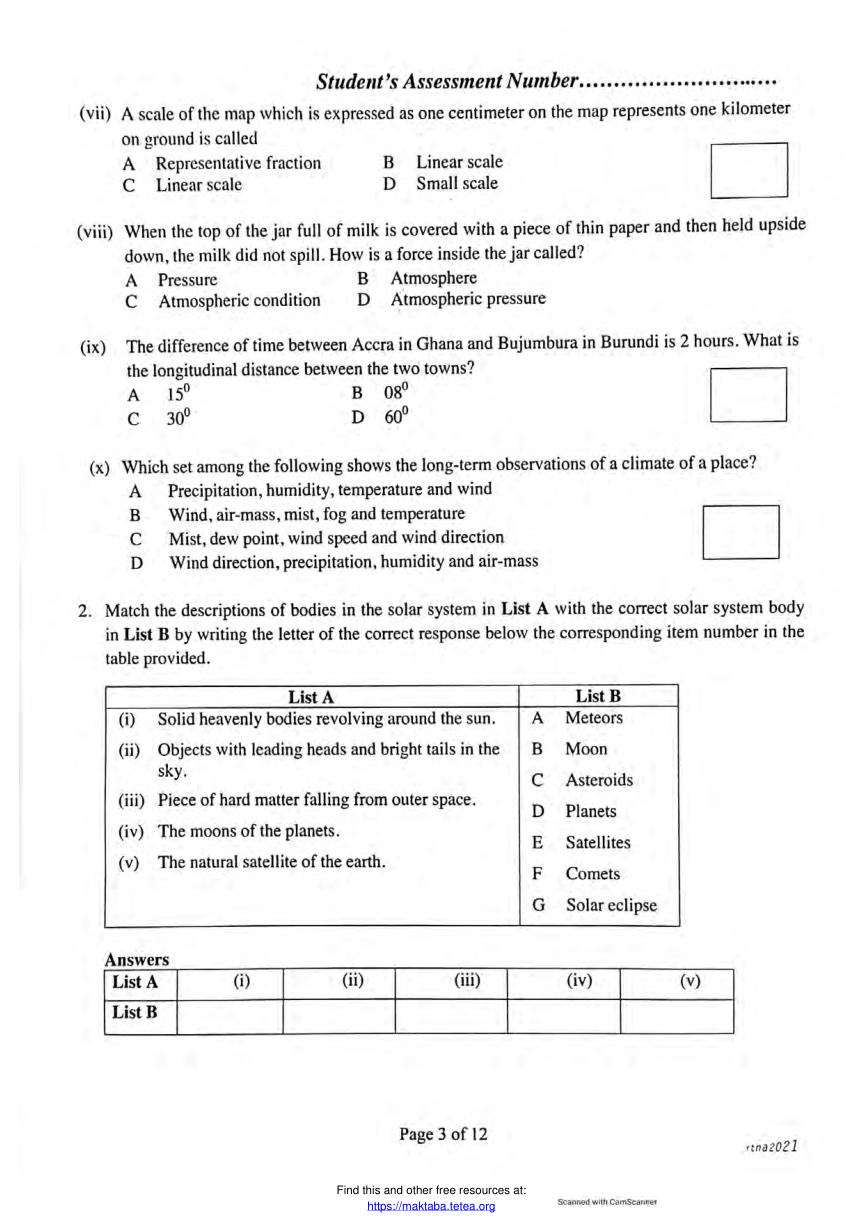 Student's Assessment Number.............................
(vii) A scale of the map which is expressed as one centimeter on the map represents one kilometer
on ground is called
A Representative fraction B Linear scale
C Linear scale D Small scale
(viii) When the top of the jar full of milk is covered with a piece of thin paper and then held upside
down, the milk did not spill. How is a force inside the jar called?
A Pressure B Atmosphere
C Atmospheric condition D Atmospheric pressure
(ix) The difference of time between Accra in Ghana and Bujumbura in Burundi is 2 hours. What is
the longitudinal distance between the two towns?
A 15⁰ B 08⁰
C 30⁰ D 60⁰
(x) Which set among the following shows the long-term observations of a climate of a place?
A Precipitation, humidity, temperature and wind
B Wind, air-mass, mist, fog and temperature
C Mist, dew point, wind speed and wind direction
D Wind direction, precipitation, humidity and air-mass
2. Match the descriptions of bodies in the solar system in List A with the correct solar system body
in List B by writing the letter of the correct response below the corresponding item number in the
table provided.
List A
(i) Solid heavenly bodies revolving around the sun.
(ii) Objects with leading heads and bright tails in the
sky.
(iii) Piece of hard matter falling from outer space.
(iv) The moons of the planets.
(v) The natural satellite of the earth.
List B
A Meteors
B Moon
C Asteroids
D Planets
E Satellites
F Comets
G Solar eclipse
Answers
List A (i) (ii) (iii) (iv) (v)
List B
Page 3 of 12
rtna2021
Find this and other free resources at:
https://maktaba.tetea.org
Scanned with CamScanner